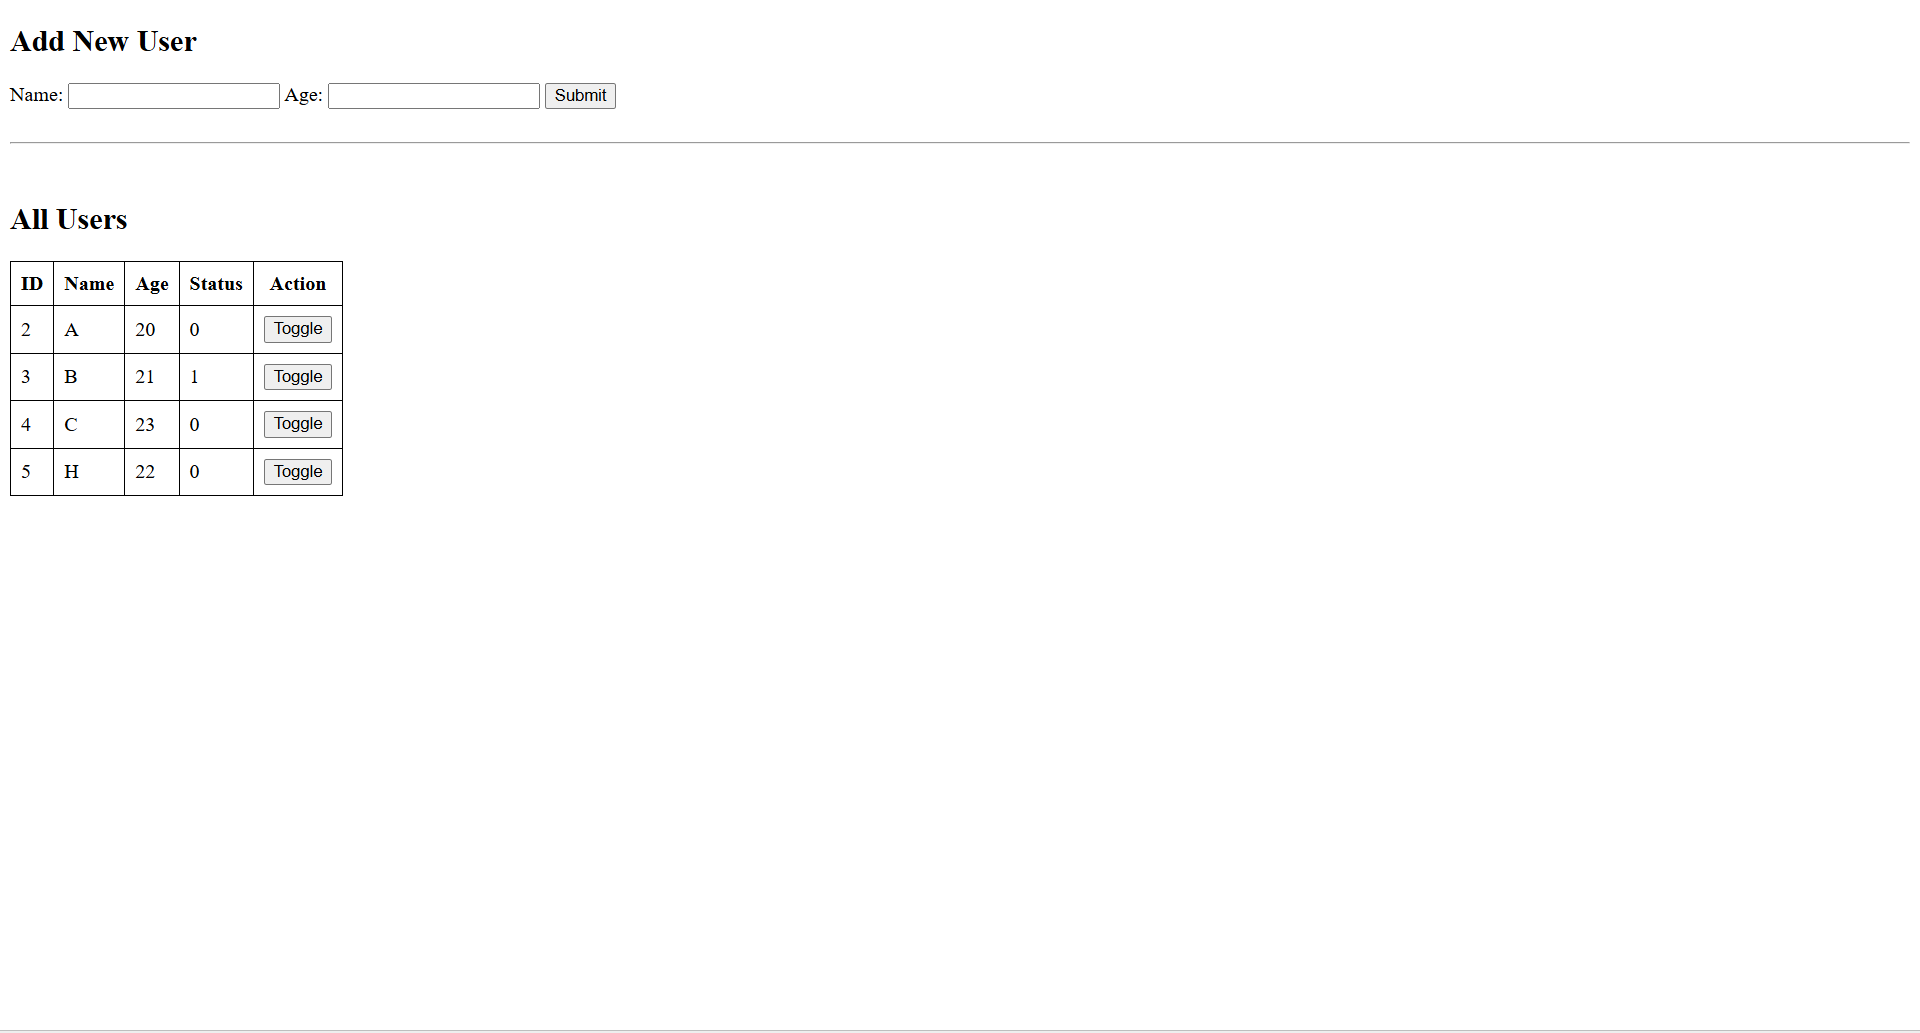 Add New User
Name: Age: Submit
All Users
ID Name Age Status Action
2 A 20 0 Toggle
3 B 21 1 Toggle
4 C 23 0 Toggle
5 H 22 0 Toggle